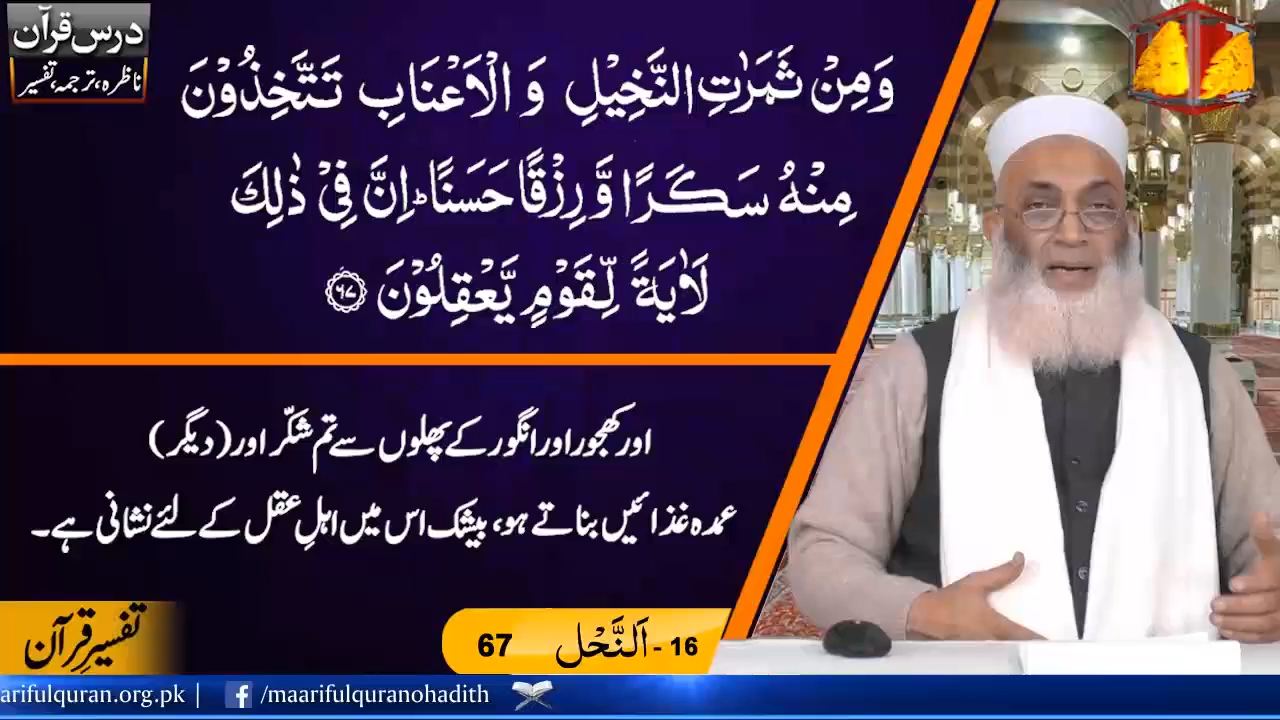 درس قرآن
ناظرہ، ترجمہ، تفسیر
وَمِنْ ثَمَرٰتِ النَّخِیْلِ وَ الْاَعْنَابِ تَتَّخِذُوْنَ
مِنْهُ سَكَرًا وَّ رِزْقًا حَسَنًا ؕ اِنَّ فِیْ ذٰلِكَ
لَاٰیَةً لِّقَوْمٍ یَّعْقِلُوْنَ ﴿۶۷﴾
اور کھجور اور انگور کے پھلوں سے تم شکّر اور (دیگر)
عمدہ غذائیں بناتے ہو، بیشک اس میں اہلِ عقل کے لئے نشانی ہے۔
تفسیرِ قرآن
16 - اَلنَّحْل 67
arifulquran.org.pk | f /maarifulquranohadith